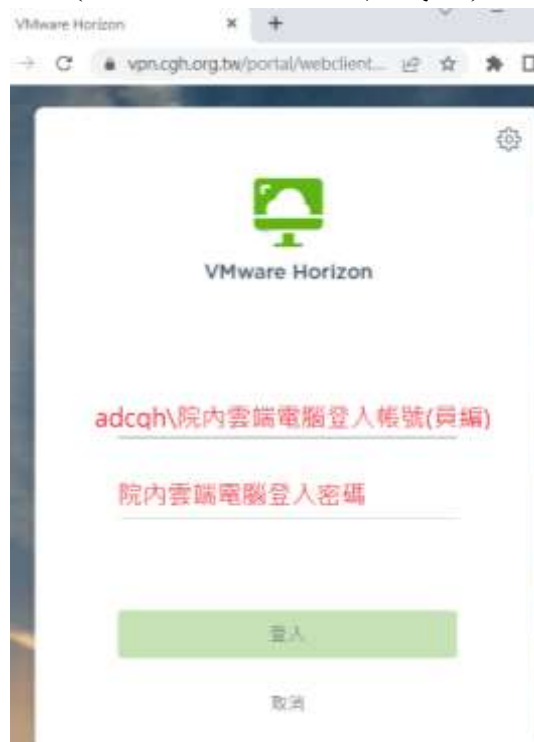 VMware Horizon
vpn.cgh.org.tw/portal/webclient...
VMware Horizon
adcqh\院內雲端電腦登入帳號(員編)
院內雲端電腦登入密碼
登入
取消